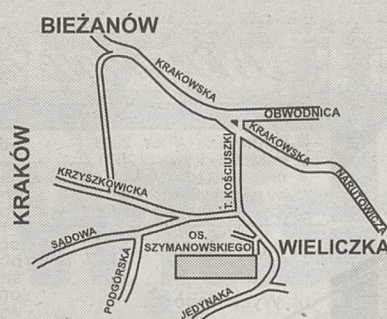 BIEŻANÓW
KRAKOWSKA
OBWODNICA
KRAKOWSKA
NARUTOWICZA
KRAKÓW
KRZYSZKOWICKA
T. KOŚCIUSZKI
SĄDOWA
OS.
SZYMANOWSKIEGO
WIELICZKA
PODGÓRSKA
JEDYNAKA